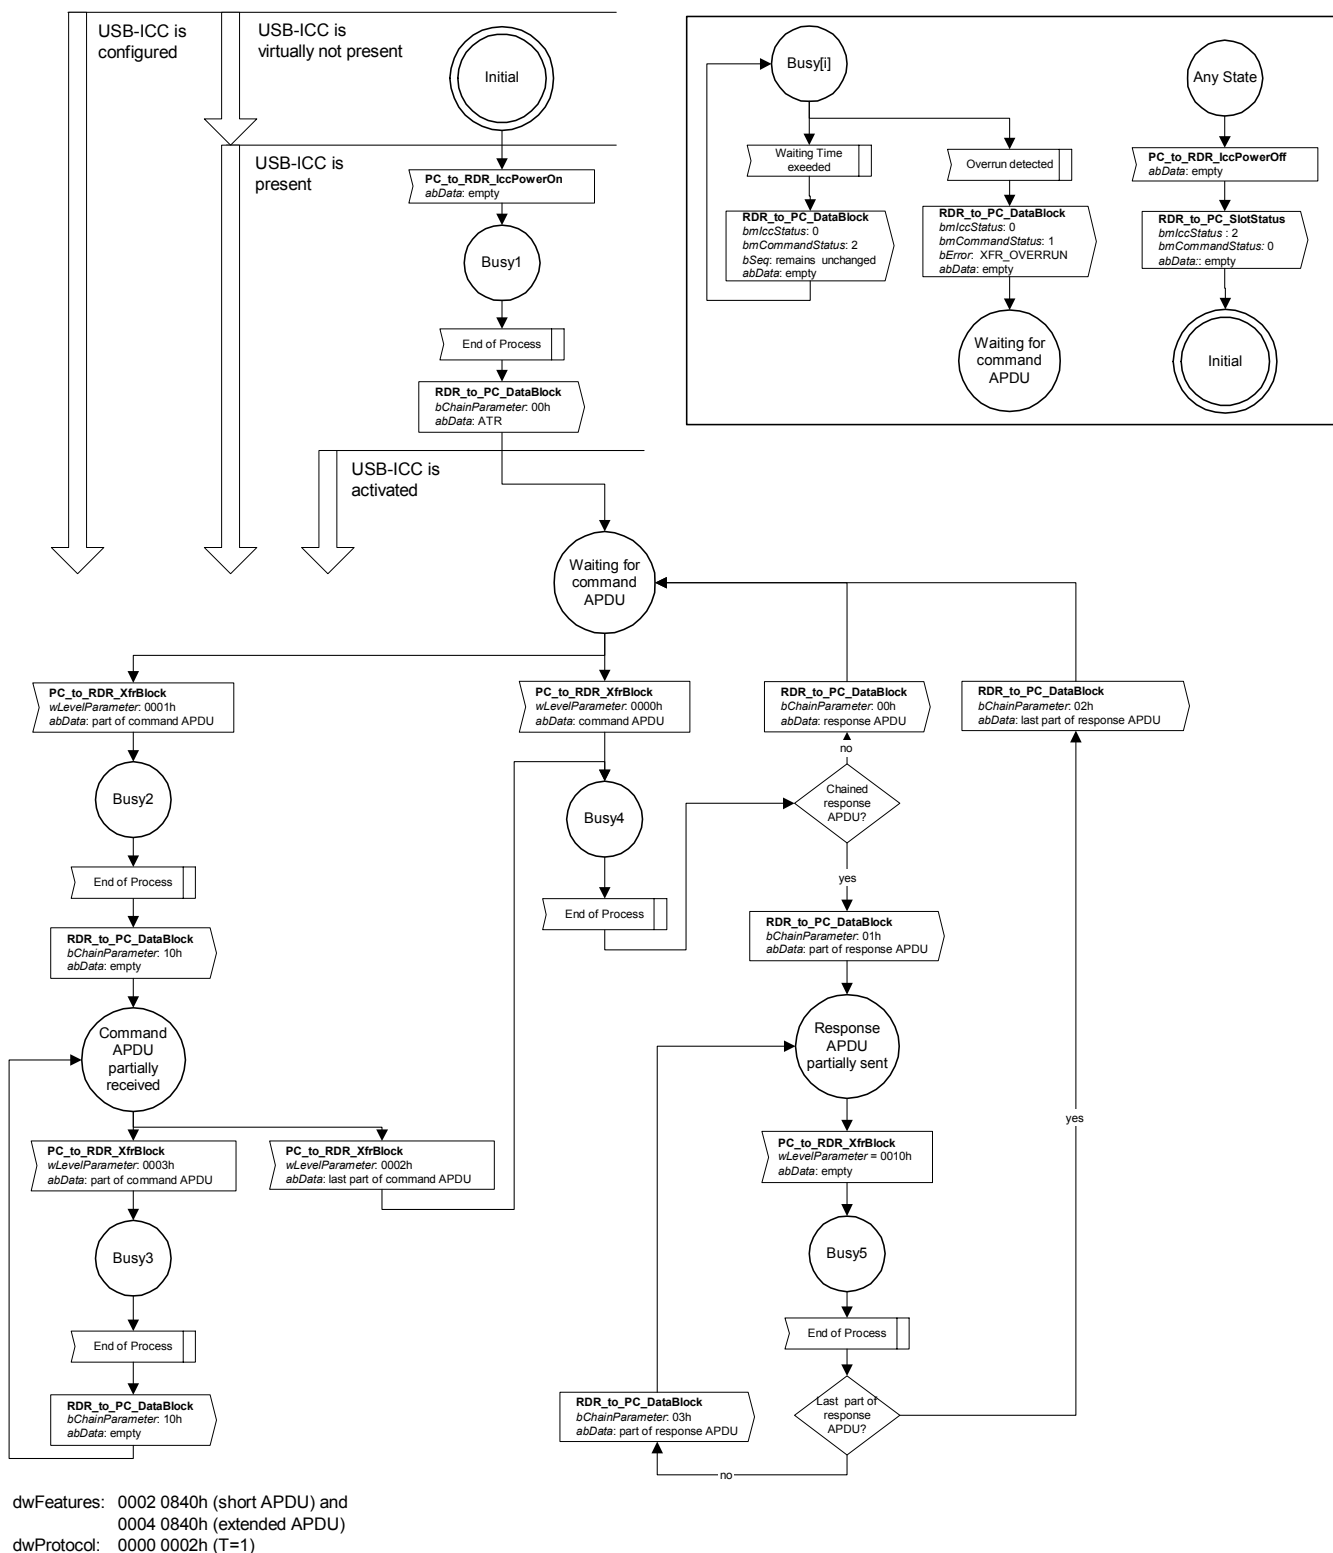 USB-ICC is
configured
USB-ICC is
virtually not present
Initial
USB-ICC is
present
PC_to_RDR_IccPowerOn
abData: empty
Busy1
End of Process
RDR_to_PC_DataBlock
bChainParameter: 00h
abData: ATR
USB-ICC is
activated
Busy[i]
Waiting Time
exeeded
RDR_to_PC_DataBlock
bmIccStatus: 0
bmCommandStatus: 2
bSeq: remains unchanged
abData: empty
Overrun detected
RDR_to_PC_DataBlock
bmIccStatus: 0
bmCommandStatus: 1
bError: XFR_OVERRUN
abData: empty
Waiting for
command
APDU
Any State
PC_to_RDR_IccPowerOff
abData: empty
RDR_to_PC_SlotStatus
bmIccStatus : 2
bmCommandStatus: 0
abData:: empty
Initial
Waiting for
command
APDU
PC_to_RDR_XfrBlock
wLevelParameter: 0001h
abData: part of command APDU
Busy2
End of Process
RDR_to_PC_DataBlock
bChainParameter: 10h
abData: empty
Command
APDU
partially
received
PC_to_RDR_XfrBlock
wLevelParameter: 0003h
abData: part of command APDU
Busy3
End of Process
RDR_to_PC_DataBlock
bChainParameter: 10h
abData: empty
PC_to_RDR_XfrBlock
wLevelParameter: 0002h
abData: last part of command APDU
PC_to_RDR_XfrBlock
wLevelParameter: 0000h
abData: command APDU
Busy4
End of Process
RDR_to_PC_DataBlock
bChainParameter: 00h
abData: response APDU
no
Chained
response
APDU?
yes
RDR_to_PC_DataBlock
bChainParameter: 01h
abData: part of response APDU
Response
APDU
partially sent
PC_to_RDR_XfrBlock
wLevelParameter = 0010h
abData: empty
Busy5
End of Process
Last part of
response
APDU?
no
RDR_to_PC_DataBlock
bChainParameter: 03h
abData: part of response APDU
yes
RDR_to_PC_DataBlock
bChainParameter: 02h
abData: last part of response APDU
dwFeatures: 0002 0840h (short APDU) and
0004 0840h (extended APDU)
dwProtocol: 0000 0002h (T=1)